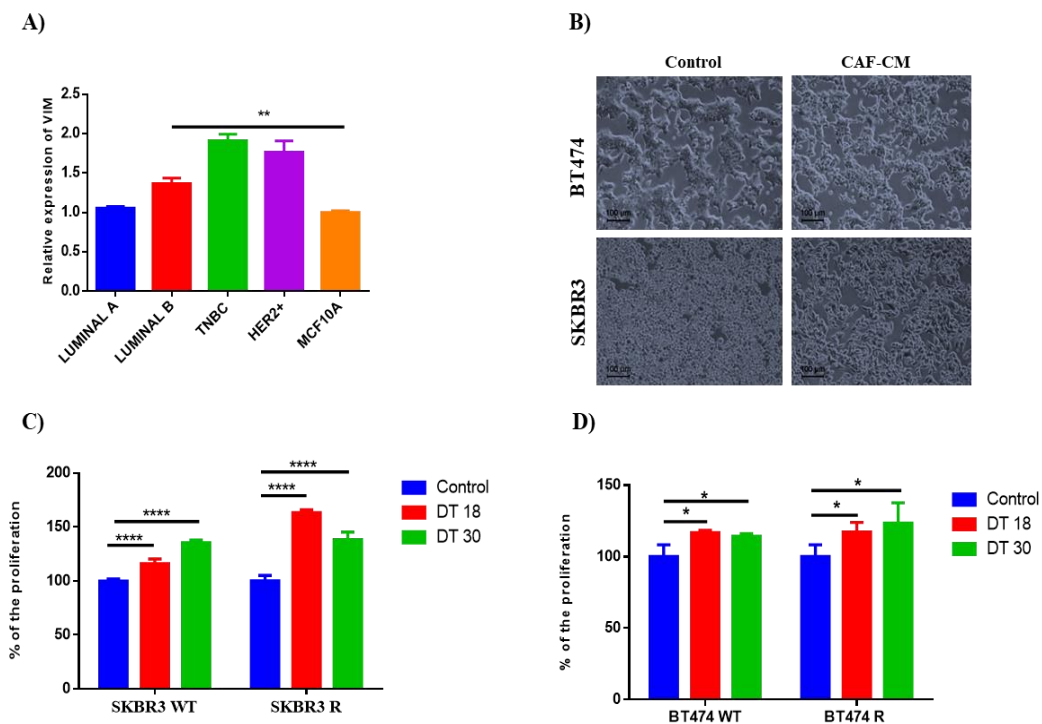 A)
Relative expression of VIM
2.5
2.0
1.5
1.0
0.5
0.0
**
LUMINAL A
LUMINAL B
TNBC
HER2+
MCF10A
B)
Control
CAF-CM
BT474
100 µm
100 µm
SKBR3
100 µm
100 µm
C)
% of the proliferation
200
150
100
50
0
****
****
****
****
SKBR3 WT
SKBR3 R
Control
DT 18
DT 30
D)
% of the proliferation
150
100
50
0
*
*
*
*
BT474 WT
BT474 R
Control
DT 18
DT 30